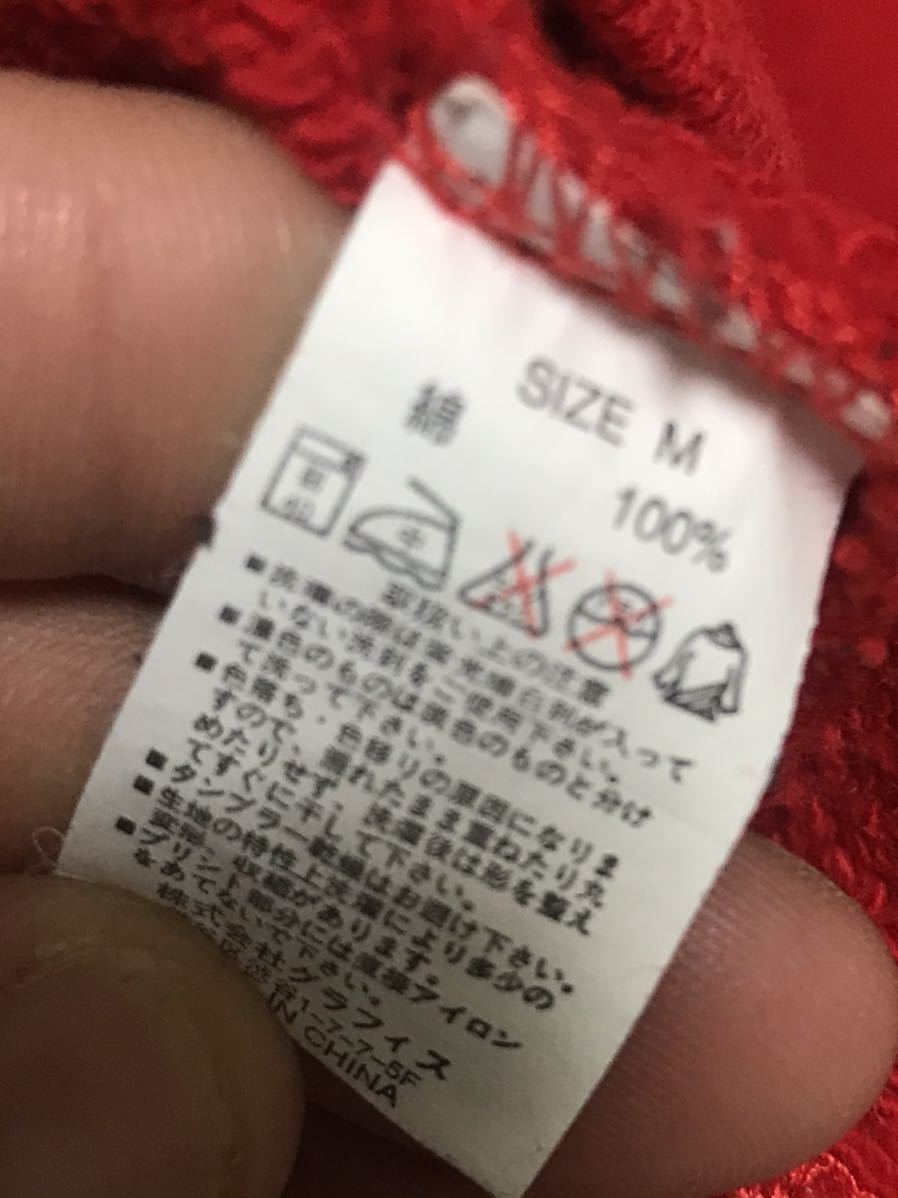 SIZE M
綿 100%
40 中
取扱い上の注意
■洗濯の際は蛍光増白剤が入って
いない洗剤をご使用下さい。
■濃色のものは淡色のものと分け
て洗って下さい。
■色落ち・色移りの原因になりま
すので、濡れたまま重ねたり丸
めたりせず、洗濯後は形を整え
てすぐに干して下さい。
■タンブラー乾燥はお避け下さい。
■生地の特性上洗濯により多少の
変形、収縮があります。
■プリント部分には直接アイロン
をあてないで下さい。
株式会社グラフィス
1-7-7-5F
IN CHINA